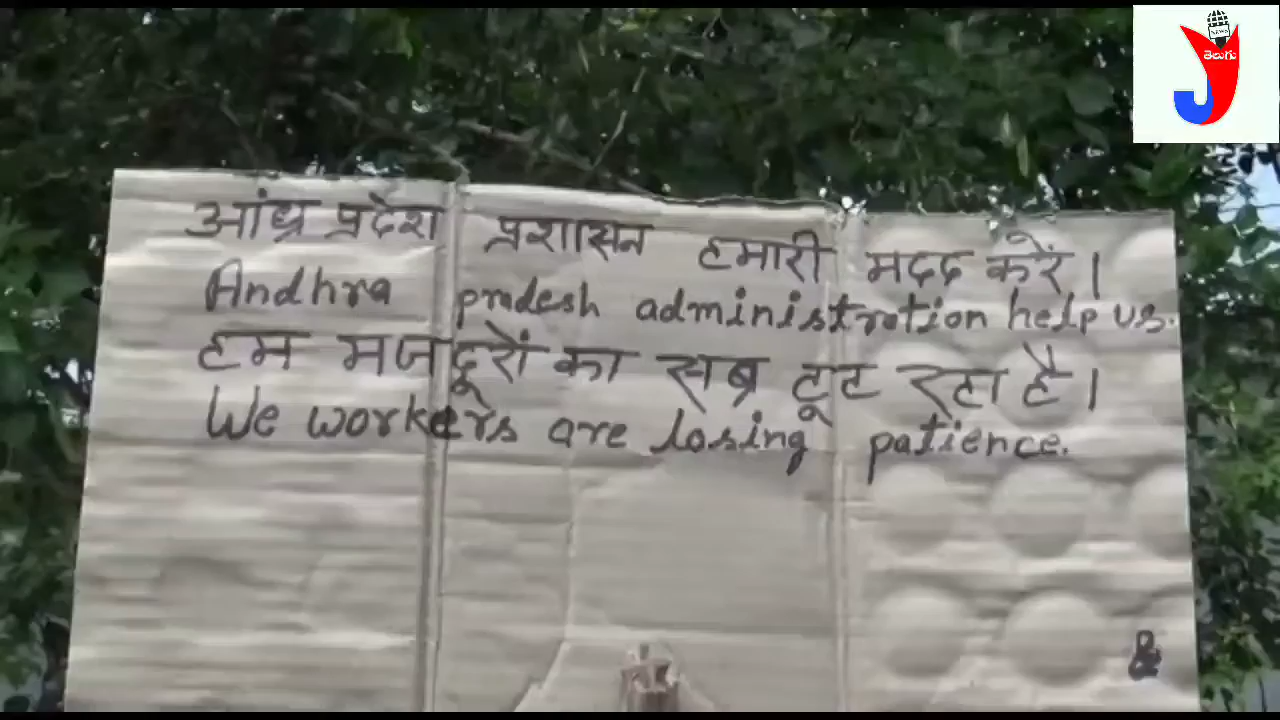 NEWS
తెలుగు
आंध्र प्रदेश प्रशासन हमारी मदद करें।
Andhra pradesh administration help us.
हम मजदूरों का सब्र टूट रहा है।
We workers are losing patience.
&